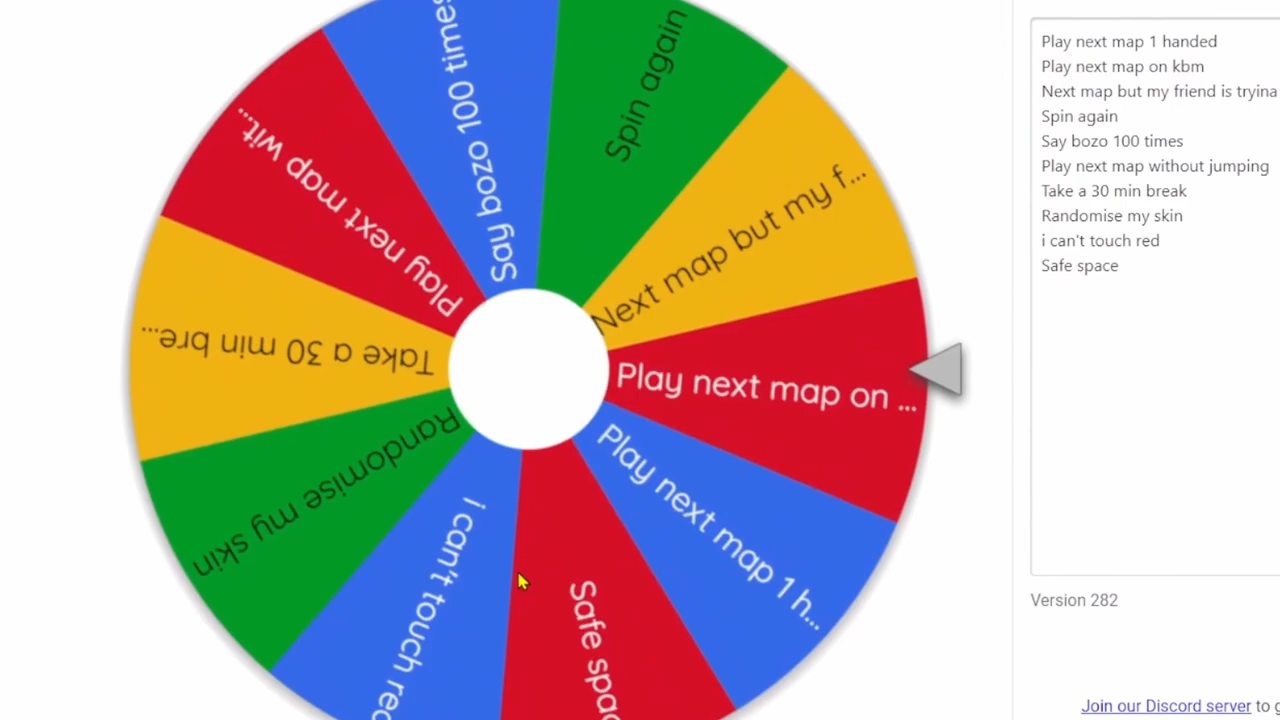 Say bozo 100 times
Spin again
Next map but my f...
Play next map on ...
Play next map 1 h...
Safe spac
i can't touch red
Randomise my skin
Take a 30 min bre...
Play next map wit...
Play next map 1 handed
Play next map on kbm
Next map but my friend is tryina
Spin again
Say bozo 100 times
Play next map without jumping
Take a 30 min break
Randomise my skin
i can't touch red
Safe space
Version 282
Join our Discord server to g